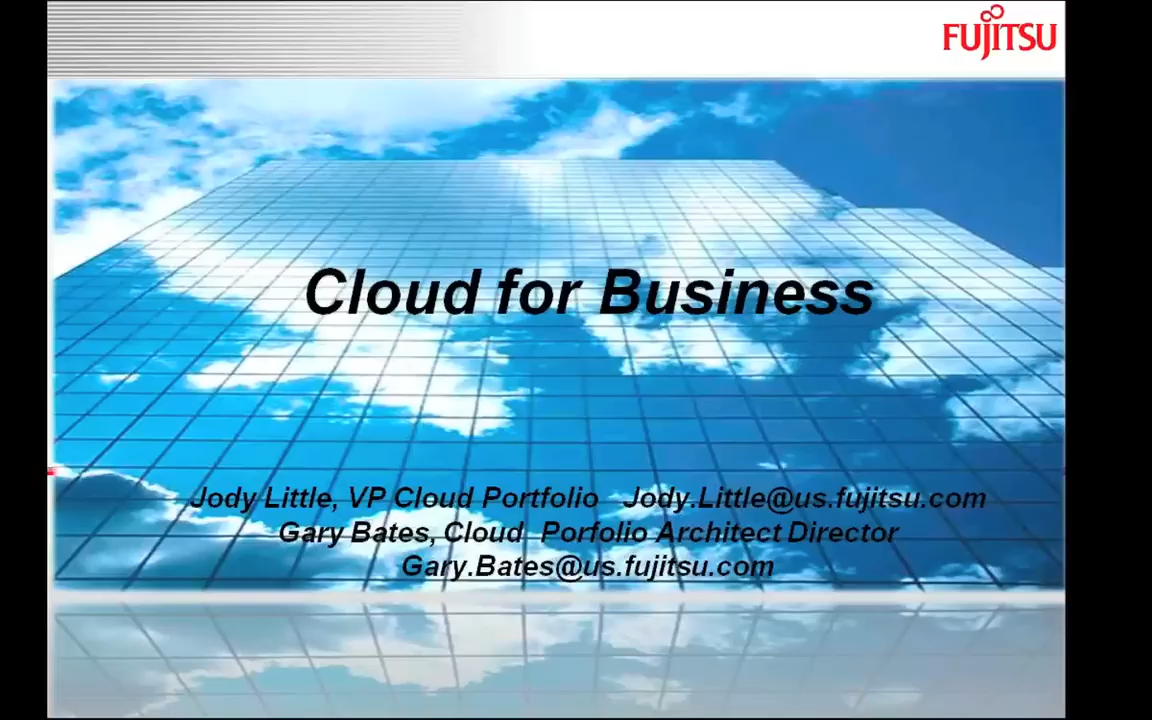 FUJITSU
Cloud for Business
Jody Little, VP Cloud Portfolio Jody.Little@us.fujitsu.com
Gary Bates, Cloud Porfolio Architect Director
Gary.Bates@us.fujitsu.com